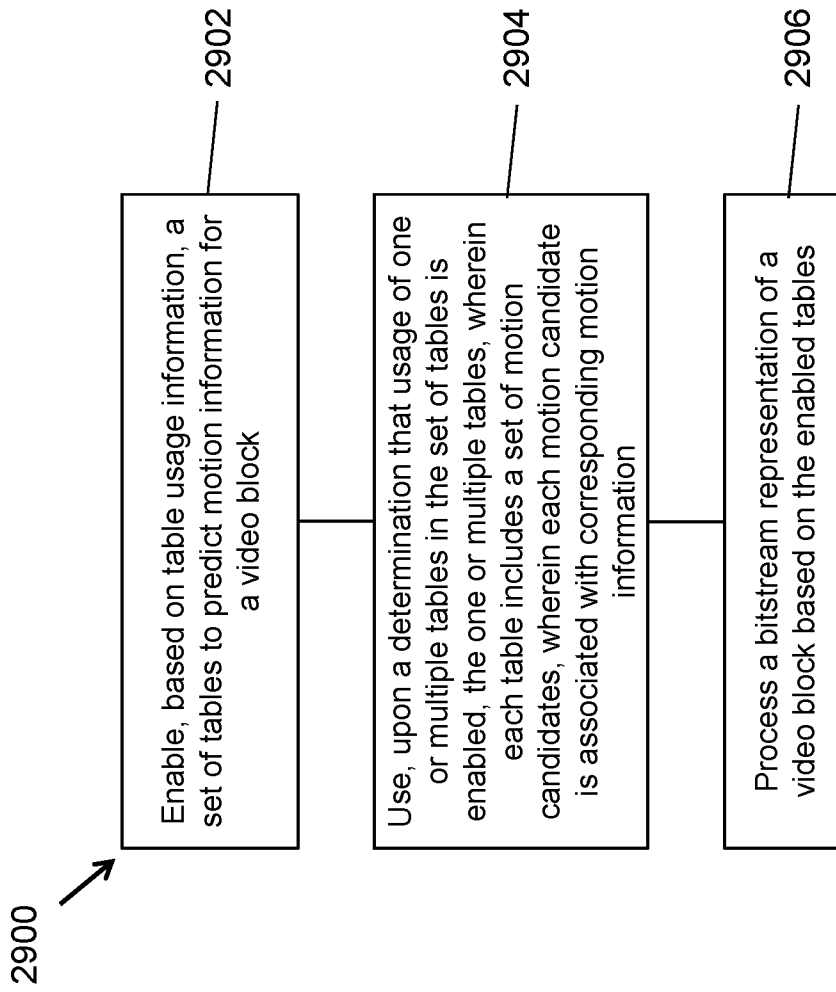 2900
Enable, based on table usage information, a
set of tables to predict motion information for
a video block
2902
Use, upon a determination that usage of one
or multiple tables in the set of tables is
enabled, the one or multiple tables, wherein
each table includes a set of motion
candidates, wherein each motion candidate
is associated with corresponding motion
information
2904
Process a bitstream representation of a
video block based on the enabled tables
2906